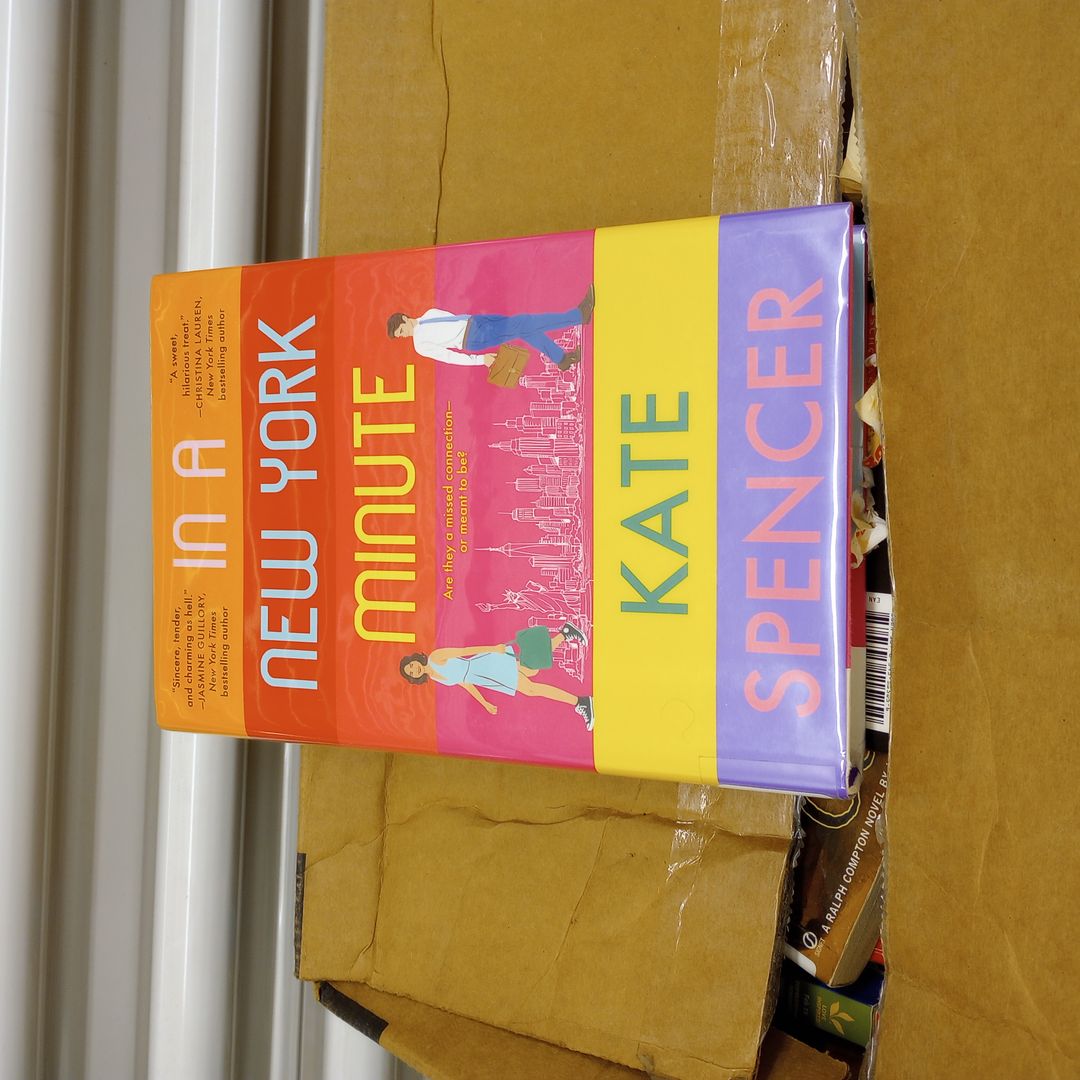 "Sincere, tender,
and charming as hell."
—JASMINE GUILLORY,
New York Times
bestselling author
IN A
"A sweet,
hilarious treat."
—CHRISTINA LAUREN,
New York Times
bestselling author
NEW YORK
MINUTE
Are they a missed connection—
or meant to be?
KATE
SPENCER
EAN
A RALPH COMPTON NOVEL BY